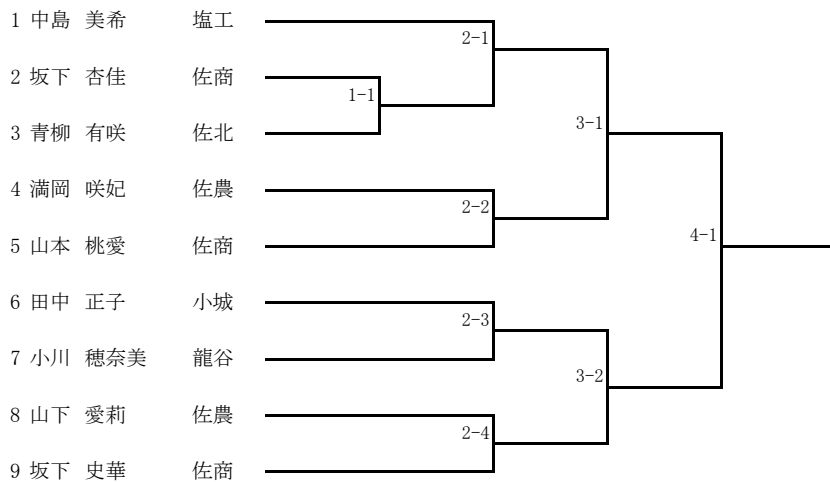 1 中島 美希 塩工
2-1
2 坂下 杏佳 佐商
1-1
3 青柳 有咲 佐北
3-1
4 満岡 咲妃 佐農
2-2
5 山本 桃愛 佐商
4-1
6 田中 正子 小城
2-3
7 小川 穂奈美 龍谷
3-2
8 山下 愛莉 佐農
2-4
9 坂下 史華 佐商